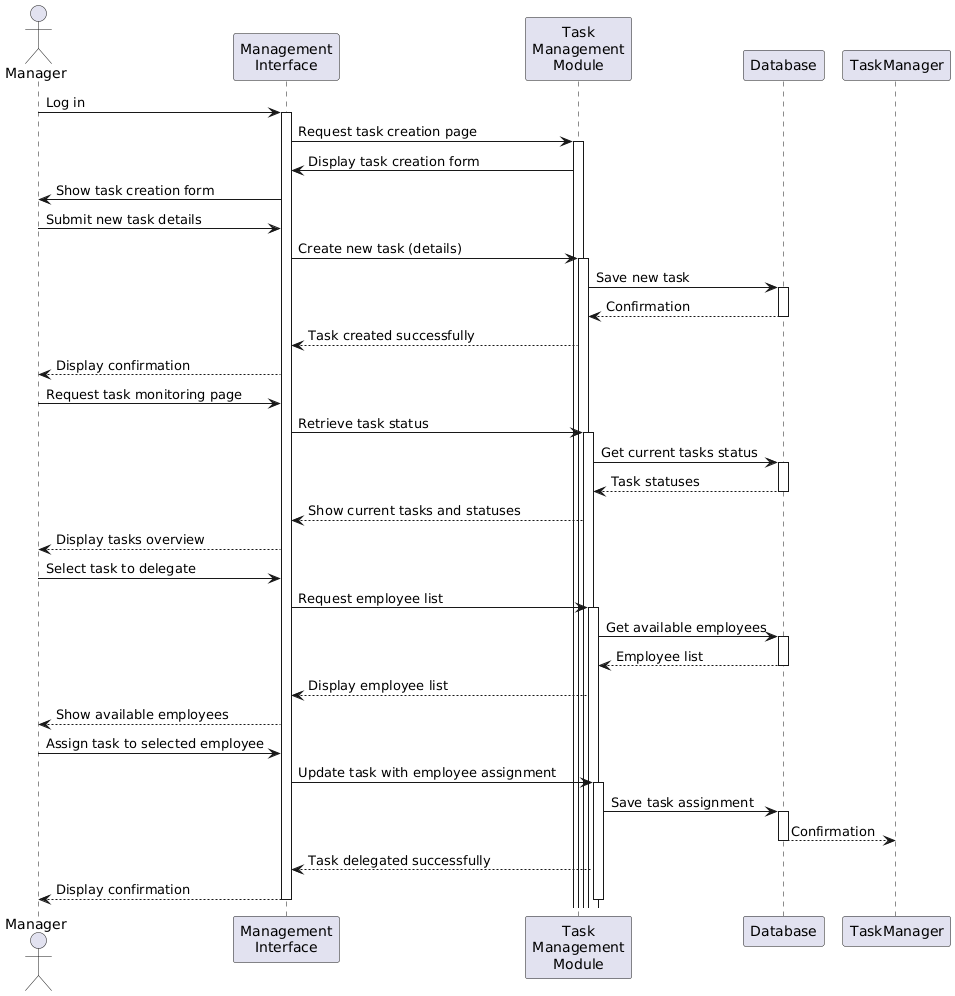 Manager
Management
Interface
Task
Management
Module
Database
TaskManager
Log in
Request task creation page
Display task creation form
Show task creation form
Submit new task details
Create new task (details)
Save new task
Confirmation
Task created successfully
Display confirmation
Request task monitoring page
Retrieve task status
Get current tasks status
Task statuses
Show current tasks and statuses
Display tasks overview
Select task to delegate
Request employee list
Get available employees
Employee list
Display employee list
Show available employees
Assign task to selected employee
Update task with employee assignment
Save task assignment
Confirmation
Task delegated successfully
Display confirmation
Manager
Management
Interface
Task
Management
Module
Database
TaskManager